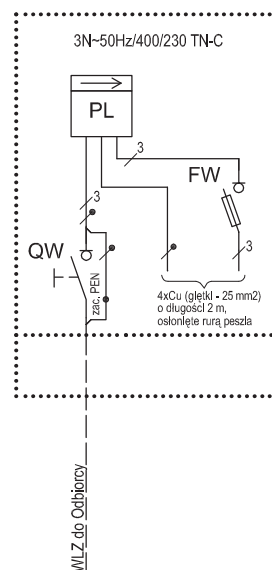 3N~50Hz/400/230 TN-C
PL
3
FW
3
QW
zac. PEN
3
4xCu (giętki - 25 mm2)
o długości 2 m,
osłonięte rurą peszla
WLZ do Odbiorcy